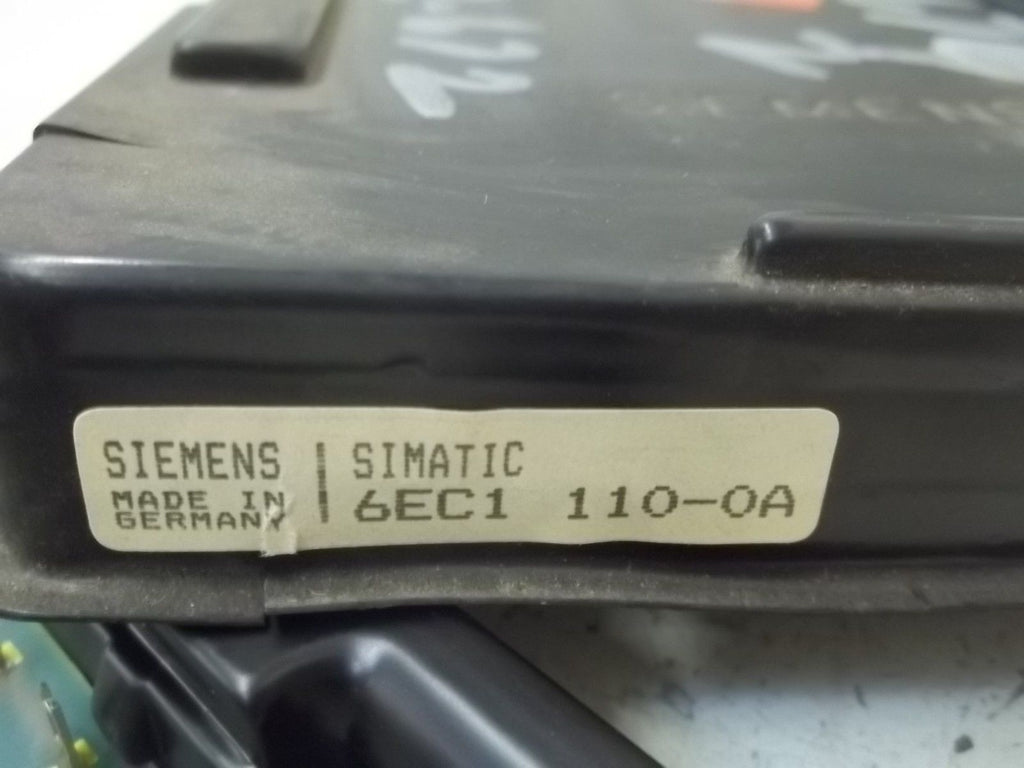 SIEMENS
MADE IN
GERMANY
SIMATIC
6EC1 110-0A